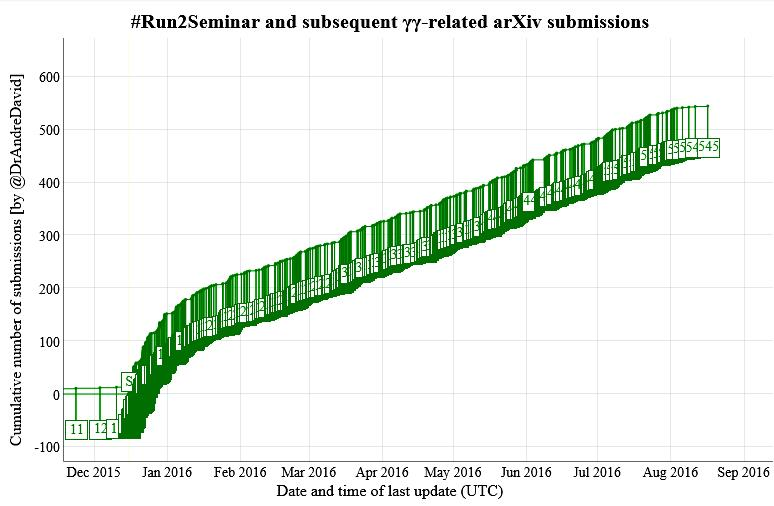 #Run2Seminar and subsequent γγ-related arXiv submissions
Cumulative number of submissions [by @DrAndreDavid]
600
500
400
300
200
100
0
-100
11
12
1
S
545
Dec 2015 Jan 2016 Feb 2016 Mar 2016 Apr 2016 May 2016 Jun 2016 Jul 2016 Aug 2016 Sep 2016
Date and time of last update (UTC)